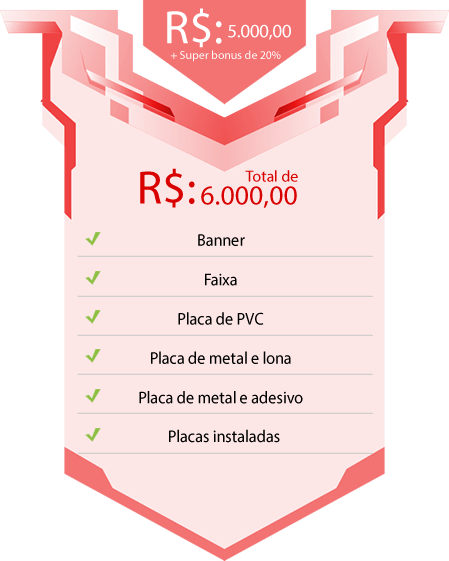 R$: 5.000,00
+ Super bonus de 20%
Total de
R$: 6.000,00
Banner
Faixa
Placa de PVC
Placa de metal e lona
Placa de metal e adesivo
Placas instaladas